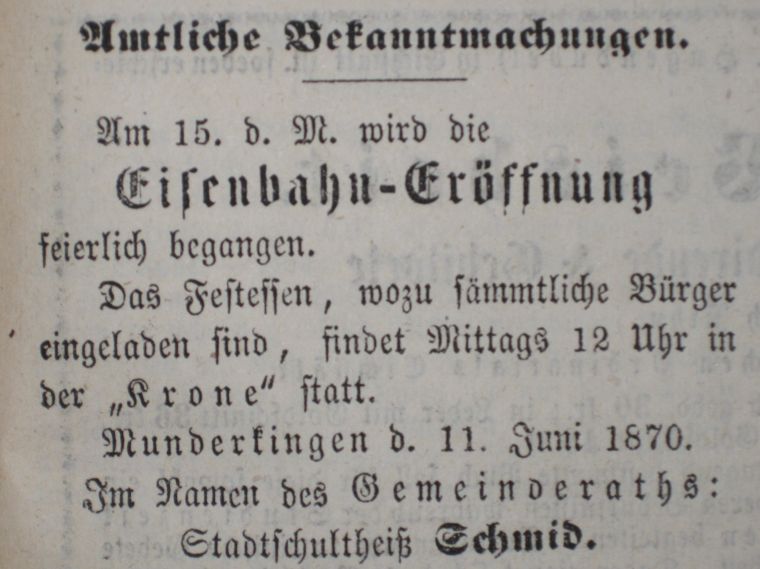 Amtliche Bekanntmachungen.
Am 15. d. M. wird die
Eisenbahn-Eröffnung
feierlich begangen.
Das Festessen, wozu sämmtliche Bürger
eingeladen sind, findet Mittags 12 Uhr in
der „Krone“ statt.
Munderkingen d. 11. Juni 1870.
Im Namen des Gemeinderaths:
Stadtschultheiß Schmid.